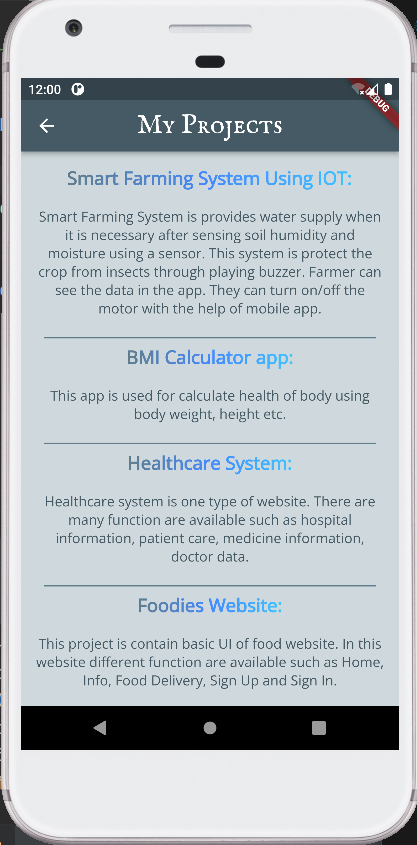 12:00
DEBUG
My Projects
Smart Farming System Using IOT:
Smart Farming System is provides water supply when
it is necessary after sensing soil humidity and
moisture using a sensor. This system is protect the
crop from insects through playing buzzer. Farmer can
see the data in the app. They can turn on/off the
motor with the help of mobile app.
BMI Calculator app:
This app is used for calculate health of body using
body weight, height etc.
Healthcare System:
Healthcare system is one type of website. There are
many function are available such as hospital
information, patient care, medicine information,
doctor data.
Foodies Website:
This project is contain basic UI of food website. In this
website different function are available such as Home,
Info, Food Delivery, Sign Up and Sign In.